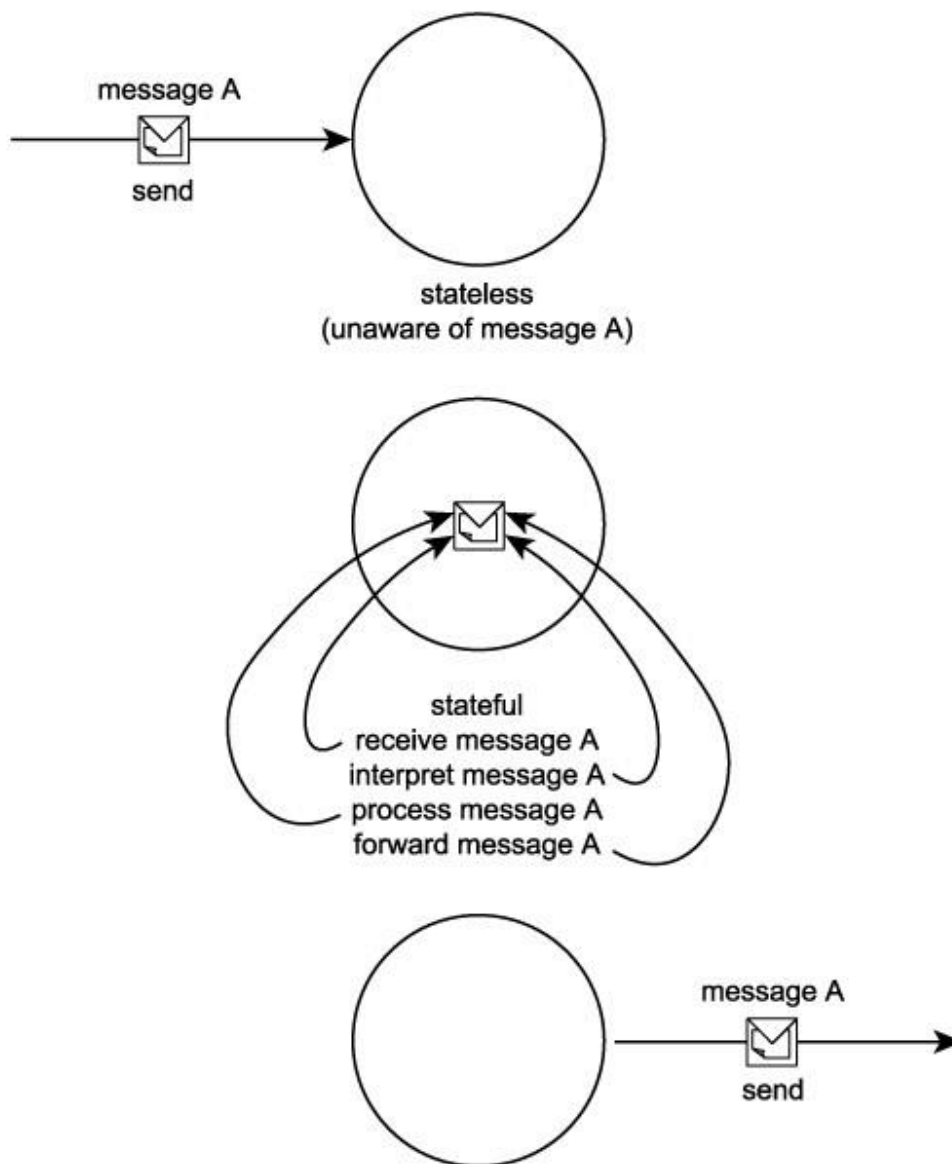 message A
send
stateless
(unaware of message A)
stateful
receive message A
interpret message A
process message A
forward message A
message A
send